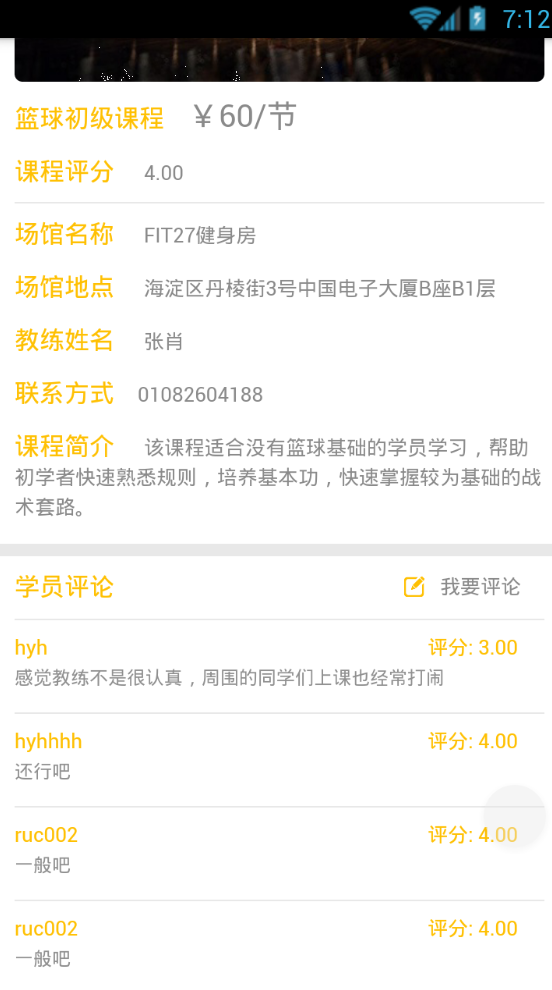 7:12
篮球初级课程 ￥60/节
课程评分 4.00
场馆名称 FIT27健身房
场馆地点 海淀区丹棱街3号中国电子大厦B座B1层
教练姓名 张肖
联系方式 01082604188
课程简介 该课程适合没有篮球基础的学员学习，帮助
初学者快速熟悉规则，培养基本功，快速掌握较为基础的战
术套路。
学员评论 我要评论
hyh 评分: 3.00
感觉教练不是很认真，周围的同学们上课也经常打闹
hyhhhh 评分: 4.00
还行吧
ruc002 评分: 4.00
一般吧
ruc002 评分: 4.00
一般吧